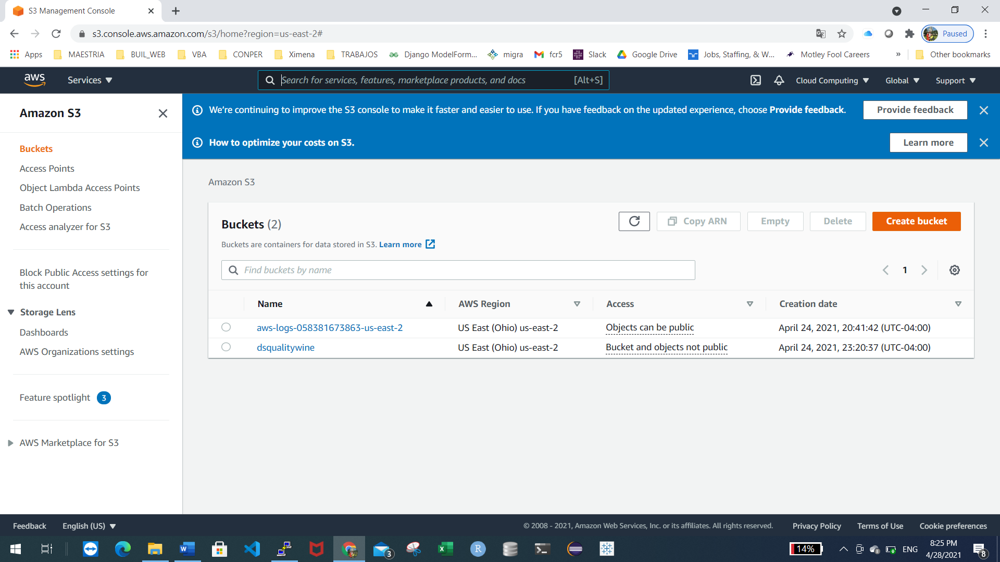 S3 Management Console
s3.console.aws.amazon.com/s3/home?region=us-east-2#
Paused
Apps MAESTRIA BUIL_WEB VBA CONPER Ximena TRABAJOS Django ModelForm... migra fcr5 Slack Google Drive Jobs, Staffing, & W... Motley Fool Careers » Other bookmarks
aws Services Search for services, features, marketplace products, and docs [Alt+S] Cloud Computing Global Support
Amazon S3
We're continuing to improve the S3 console to make it faster and easier to use. If you have feedback on the updated experience, choose Provide feedback. Provide feedback
How to optimize your costs on S3. Learn more
Buckets
Access Points
Object Lambda Access Points
Batch Operations
Access analyzer for S3
Block Public Access settings for
this account
Storage Lens
Dashboards
AWS Organizations settings
Feature spotlight 3
AWS Marketplace for S3
Amazon S3
Buckets (2) Copy ARN Empty Delete Create bucket
Buckets are containers for data stored in S3. Learn more
Find buckets by name 1
Name AWS Region Access Creation date
aws-logs-058381673863-us-east-2 US East (Ohio) us-east-2 Objects can be public April 24, 2021, 20:41:42 (UTC-04:00)
dsqualitywine US East (Ohio) us-east-2 Bucket and objects not public April 24, 2021, 23:20:37 (UTC-04:00)
Feedback English (US) © 2008 - 2021, Amazon Web Services, Inc. or its affiliates. All rights reserved. Privacy Policy Terms of Use Cookie preferences
3 R 14% ENG 8:25 PM
4/28/2021 8